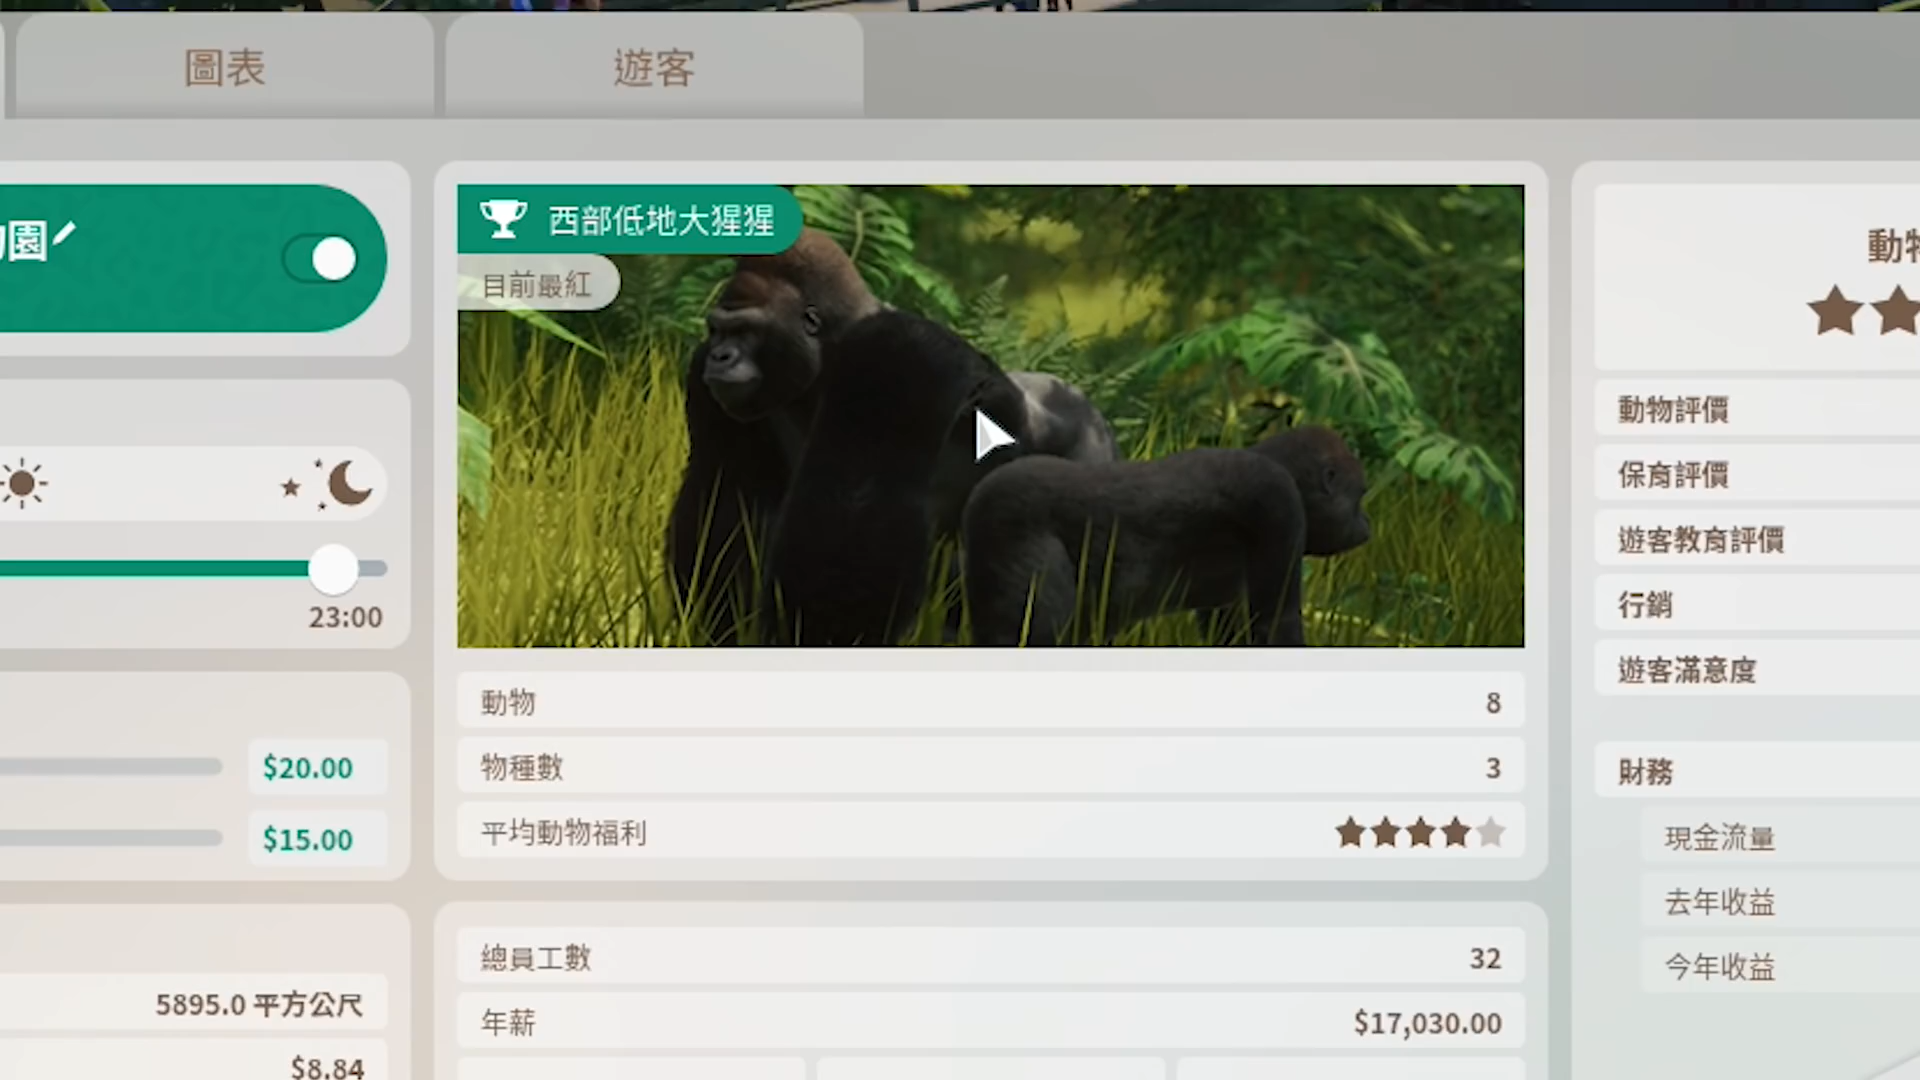 圖表
遊客
物園
23:00
$20.00
$15.00
5895.0 平方公尺
$8.84
西部低地大猩猩
目前最紅
動物 8
物種數 3
平均動物福利
總員工數 32
年薪 $17,030.00
動物
動物評價
保育評價
遊客教育評價
行銷
遊客滿意度
財務
現金流量
去年收益
今年收益